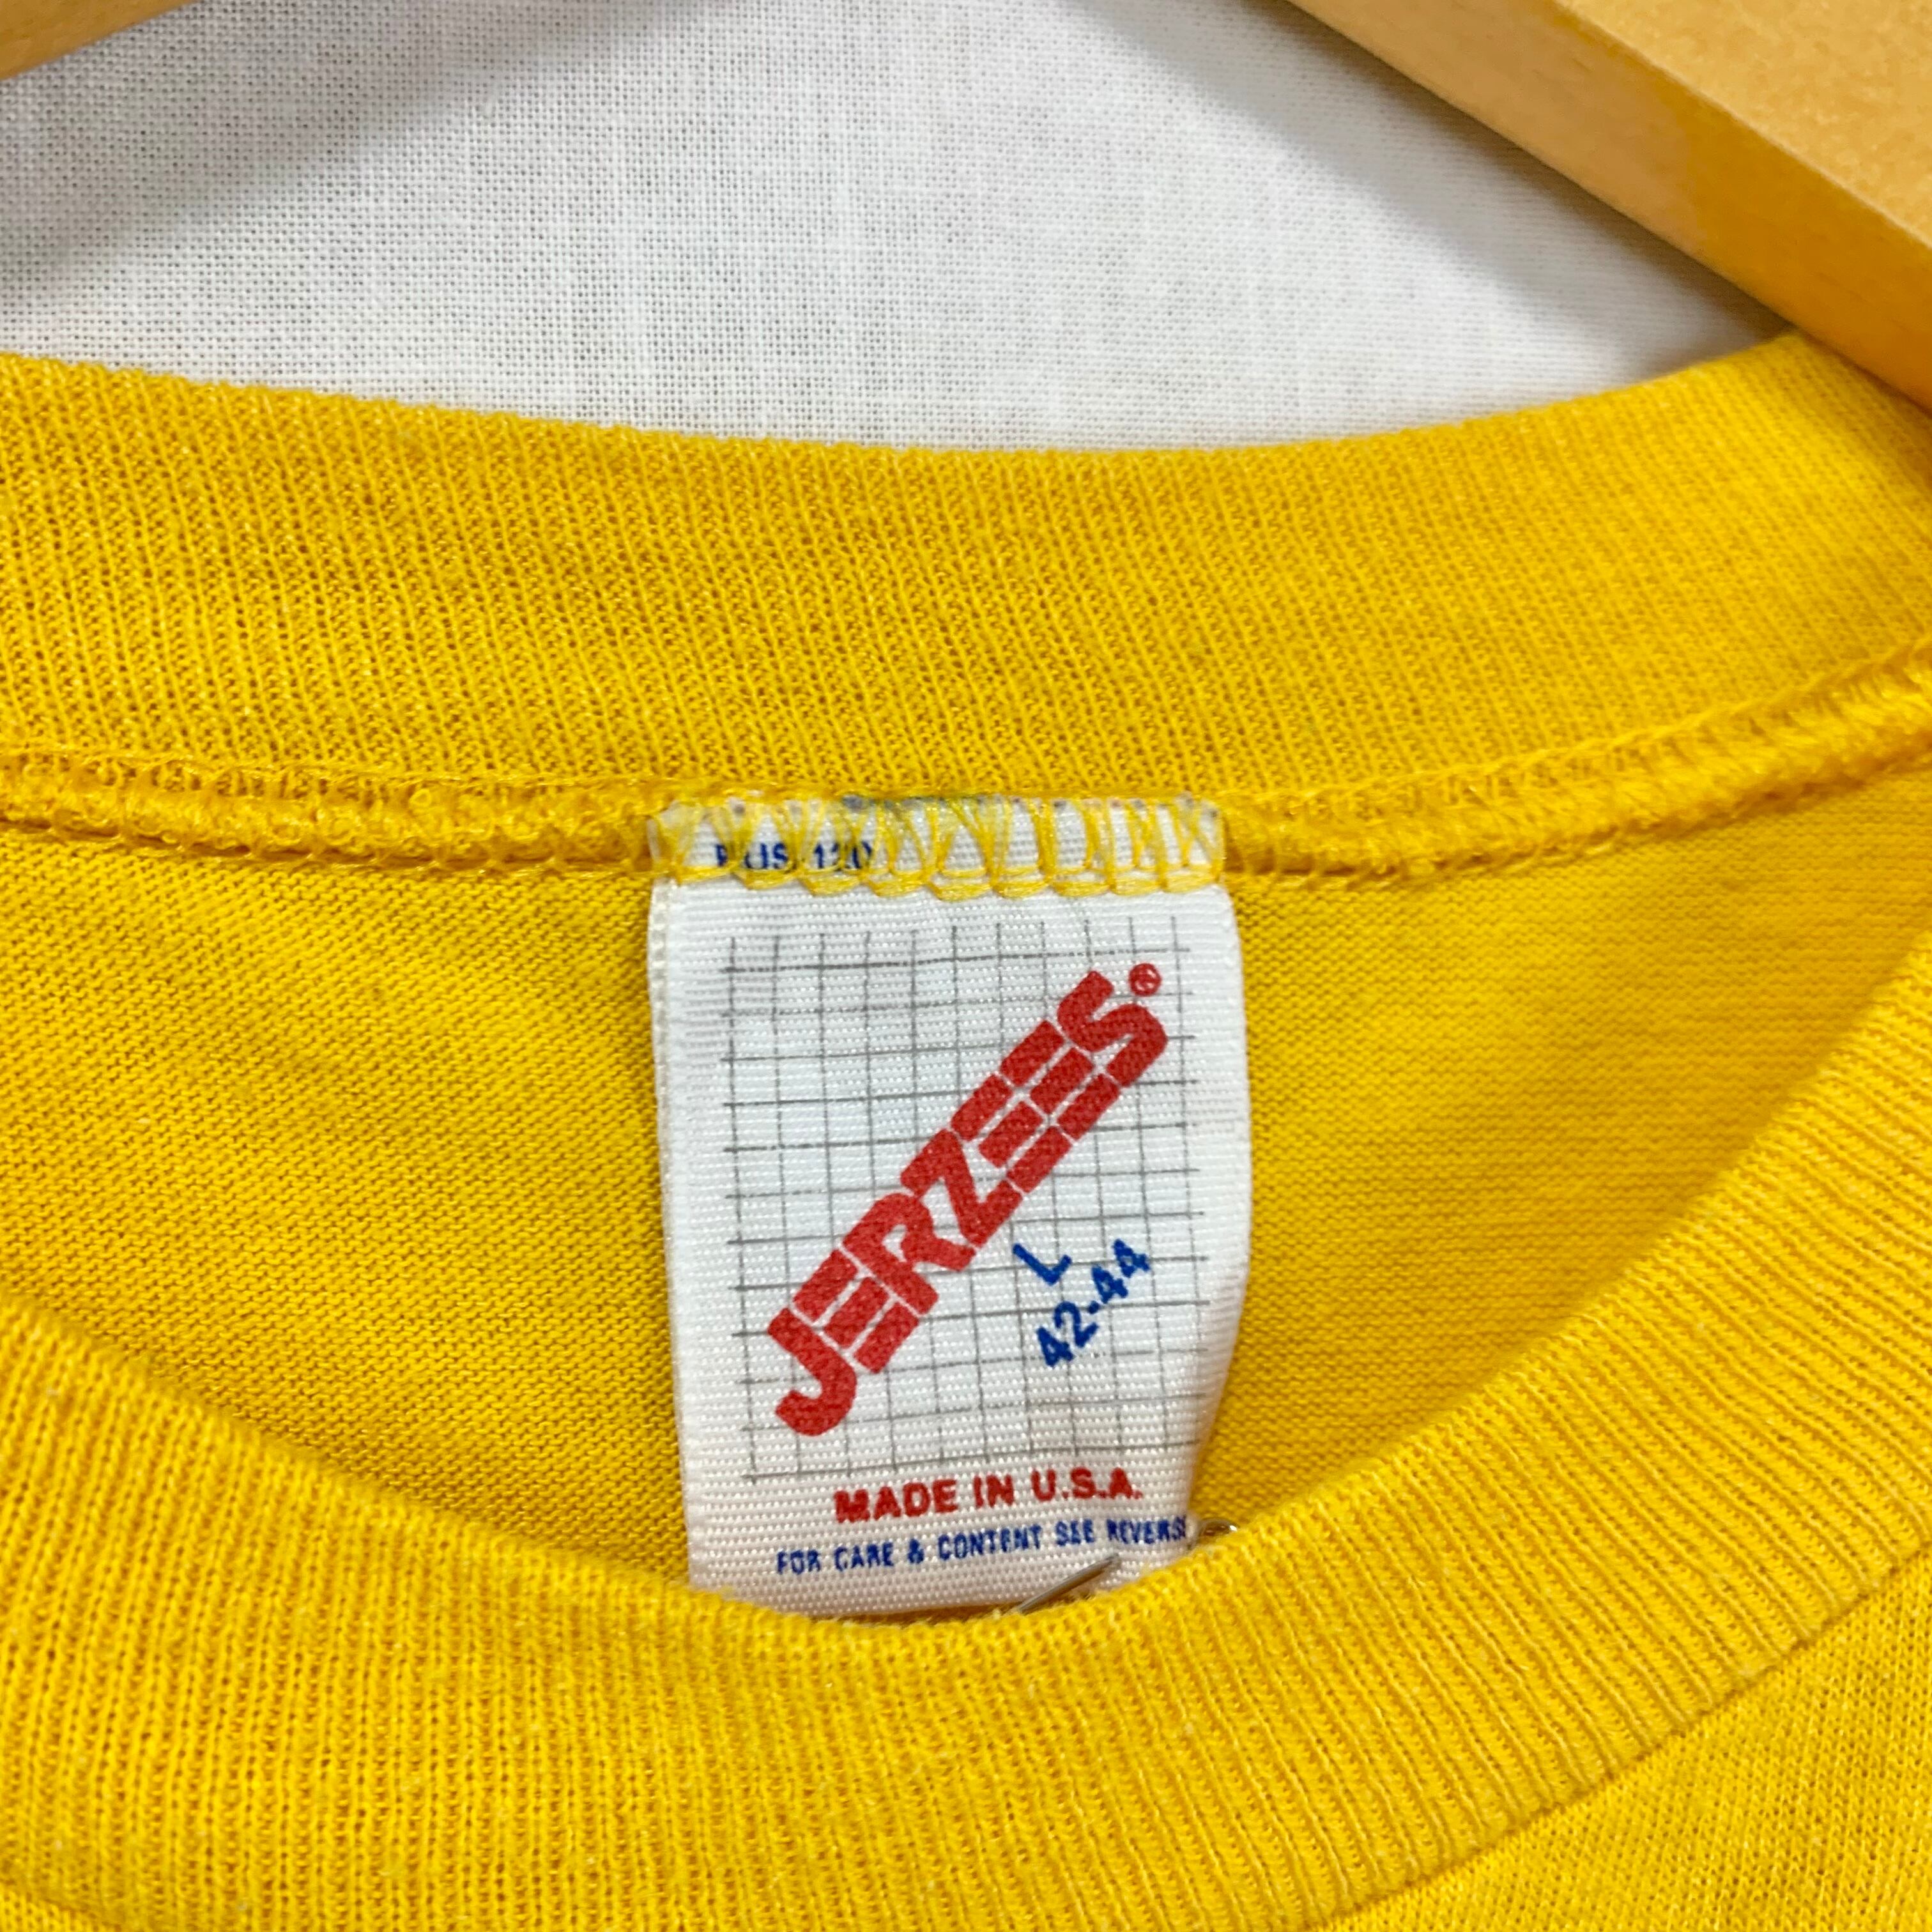 JERZEES®
L
42-44
MADE IN U.S.A.
FOR CARE & CONTENT SEE REVERSE